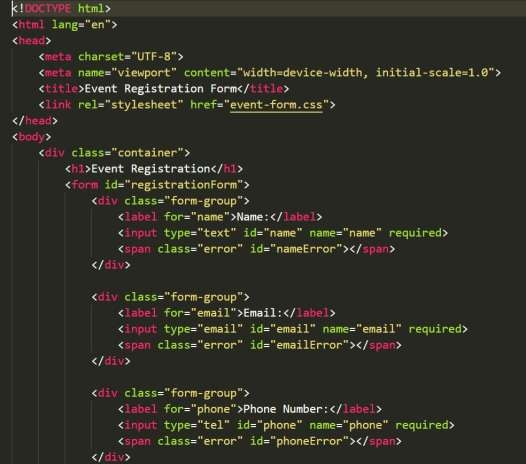 <!DOCTYPE html>
<html lang="en">
<head>
    <meta charset="UTF-8">
    <meta name="viewport" content="width=device-width, initial-scale=1.0">
    <title>Event Registration Form</title>
    <link rel="stylesheet" href="event-form.css">
</head>
<body>
    <div class="container">
        <h1>Event Registration</h1>
        <form id="registrationForm">
            <div class="form-group">
                <label for="name">Name:</label>
                <input type="text" id="name" name="name" required>
                <span class="error" id="nameError"></span>
            </div>

            <div class="form-group">
                <label for="email">Email:</label>
                <input type="email" id="email" name="email" required>
                <span class="error" id="emailError"></span>
            </div>

            <div class="form-group">
                <label for="phone">Phone Number:</label>
                <input type="tel" id="phone" name="phone" required>
                <span class="error" id="phoneError"></span>
            </div>